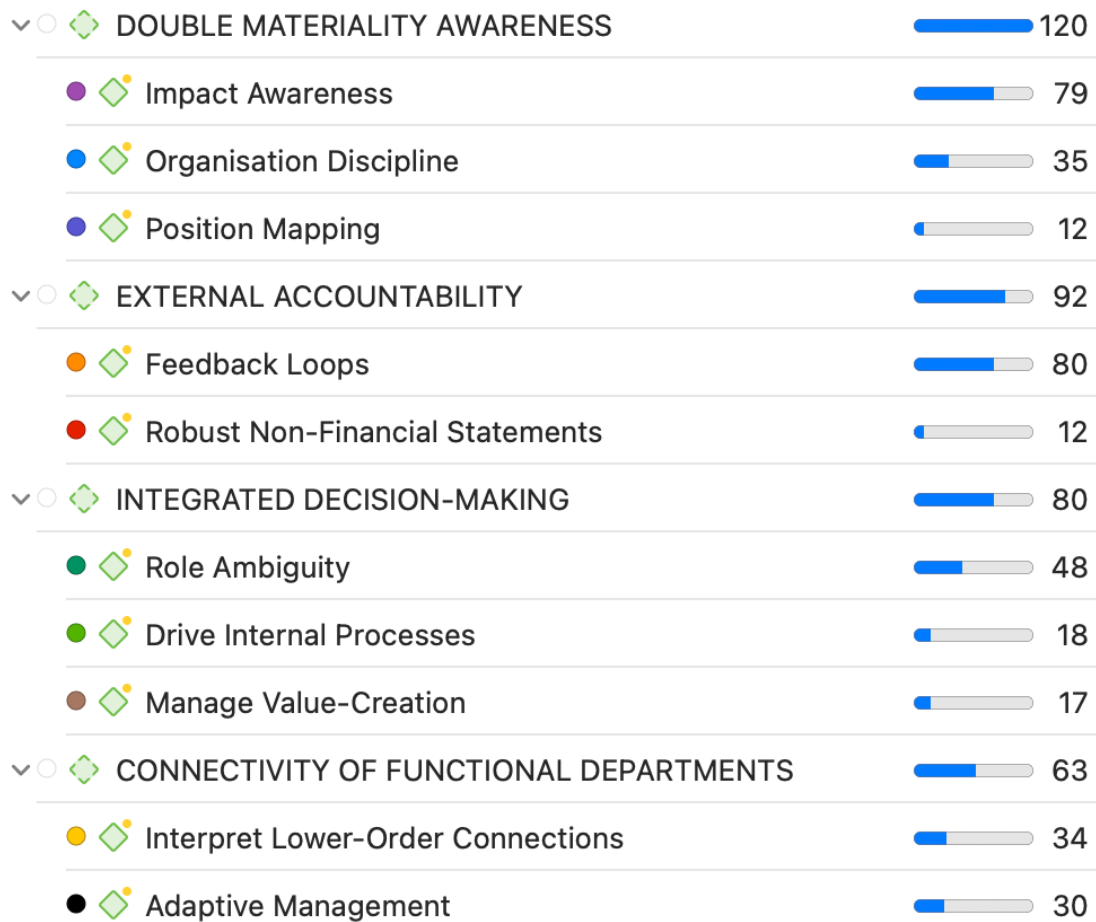 DOUBLE MATERIALITY AWARENESS 120
Impact Awareness 79
Organisation Discipline 35
Position Mapping 12
EXTERNAL ACCOUNTABILITY 92
Feedback Loops 80
Robust Non-Financial Statements 12
INTEGRATED DECISION-MAKING 80
Role Ambiguity 48
Drive Internal Processes 18
Manage Value-Creation 17
CONNECTIVITY OF FUNCTIONAL DEPARTMENTS 63
Interpret Lower-Order Connections 34
Adaptive Management 30